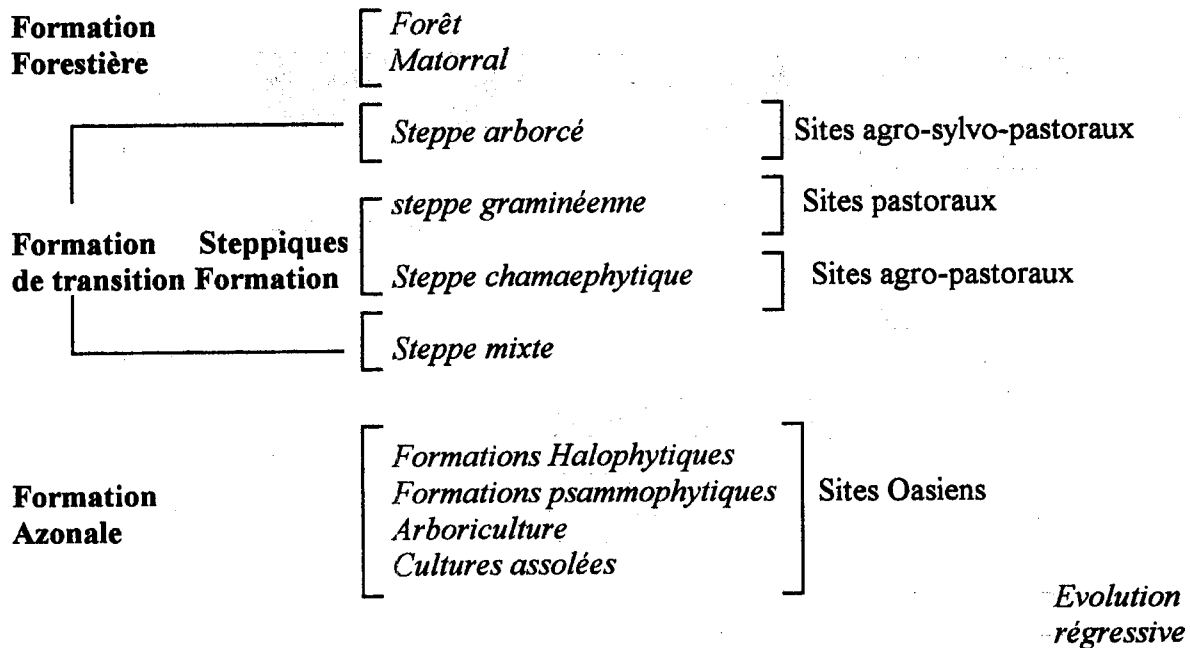 Formation
Forestière
Forêt
Matorral
Steppe arborcé
Sites agro-sylvo-pastoraux
steppe graminéenne
Sites pastoraux
Formation Steppiques
de transition Formation
Steppe chamaephytique
Sites agro-pastoraux
Steppe mixte
Formation
Azonale
Formations Halophytiques
Formations psammophytiques
Arboriculture
Cultures assolées
Sites Oasiens
Evolution
régressive